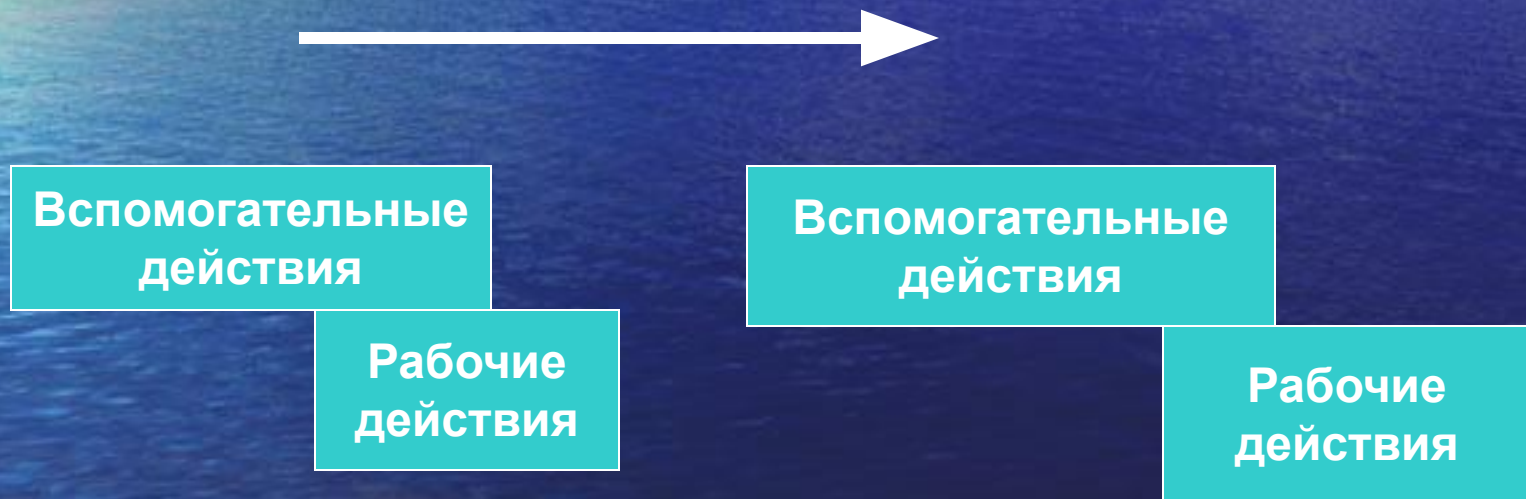 Вспомогательные
действия
Рабочие
действия
Вспомогательные
действия
Рабочие
действия